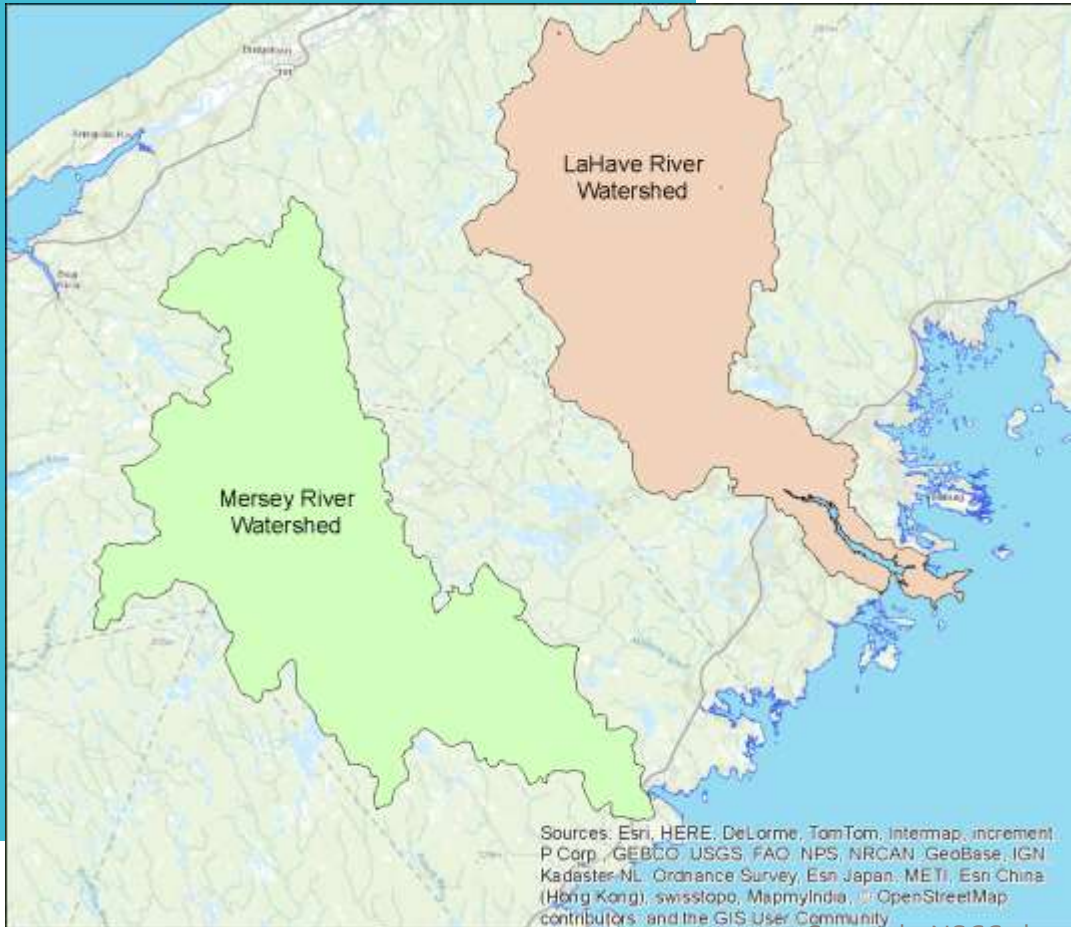 LaHave River
Watershed
Mersey River
Watershed
Sources: Esri, HERE, DeLorme, TomTom, Intermap, increment
P Corp., GEBCO, USGS, FAO, NPS, NRCAN, GeoBase, IGN,
Kadaster NL, Ordnance Survey, Esri Japan, METI, Esri China
(Hong Kong), swisstopo, MapmyIndia, © OpenStreetMap
contributors, and the GIS User Community